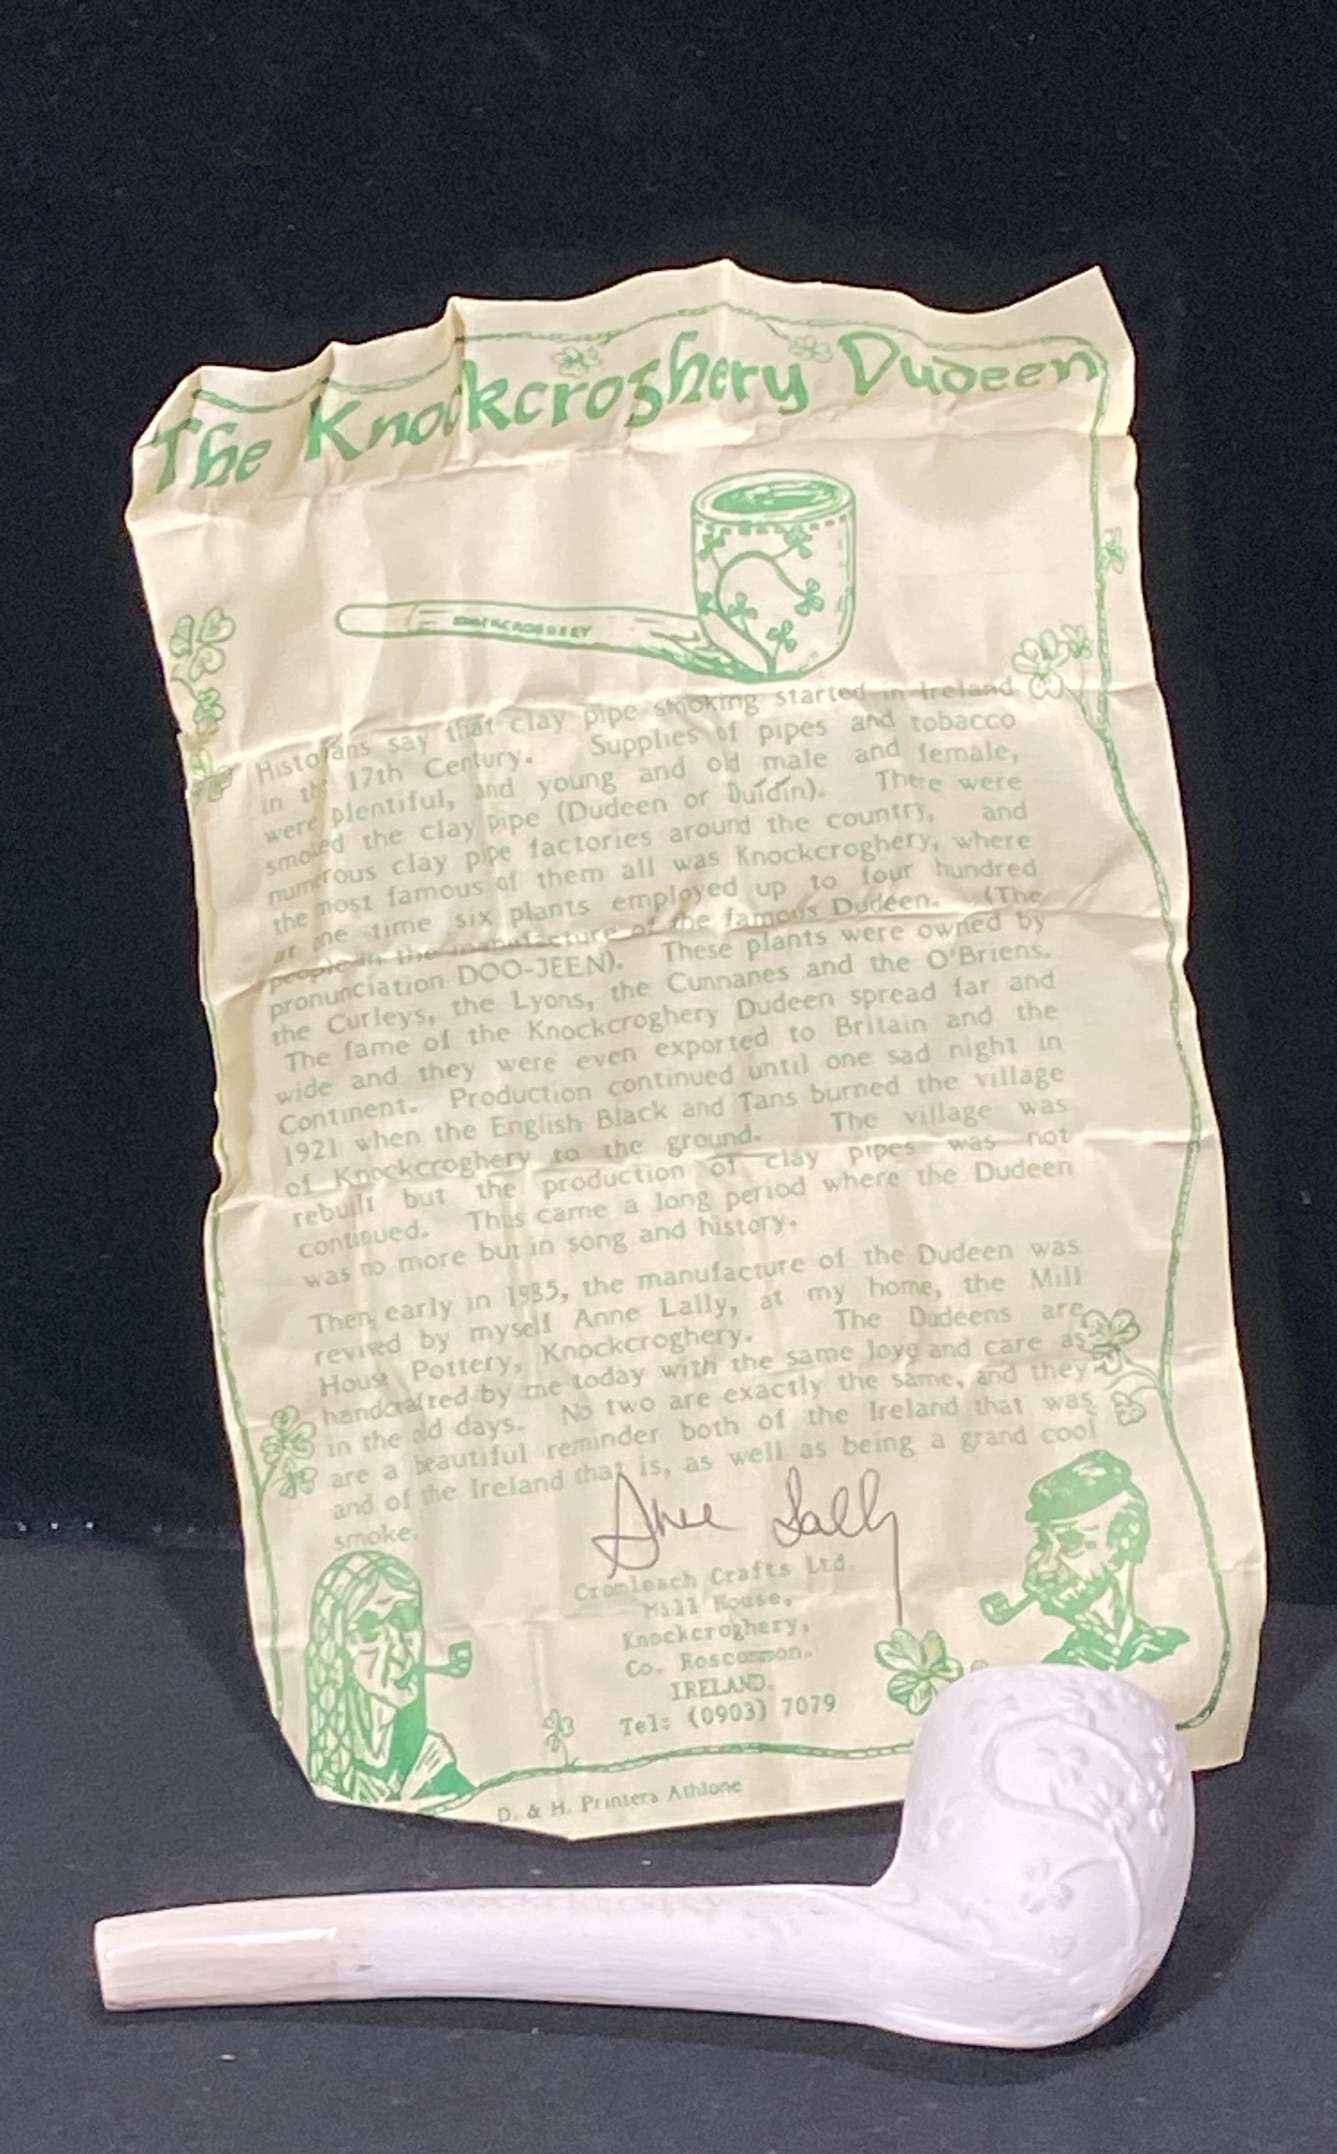 The Knockcroghery Dudeen
KNOCKCROGHERY
Historians say that clay pipe smoking started in Ireland
in the 17th Century. Supplies of pipes and tobacco
were plentiful, and young and old male and female,
smoked the clay pipe (Dudeen or Duídín). There were
numerous clay pipe factories around the country, and
the most famous of them all was Knockcroghery, where
at one time six plants employed up to four hundred
people in the manufacture of the famous Dudeen. (The
pronunciation DOO-JEEN). These plants were owned by
the Curleys, the Lyons, the Cunnanes and the O'Briens.
The fame of the Knockcroghery Dudeen spread far and
wide and they were even exported to Britain and the
Continent. Production continued until one sad night in
1921 when the English Black and Tans burned the village
of Knockcroghery to the ground. The village was
rebuilt but the production of clay pipes was not
continued. Thus came a long period where the Dudeen
was no more but in song and history.
Then early in 1985, the manufacture of the Dudeen was
revived by myself Anne Lally, at my home, the Mill
House Pottery, Knockcroghery. The Dudeens are
handcrafted by me today with the same love and care as
in the old days. No two are exactly the same, and they
are a beautiful reminder both of the Ireland that was
and of the Ireland that is, as well as being a grand cool
smoke.
Anne Lally
Cromleach Crafts Ltd.
Mill House,
Knockcroghery,
Co. Roscommon.
IRELAND.
Tel: (0903) 7079
D. & H. Printers Athlone